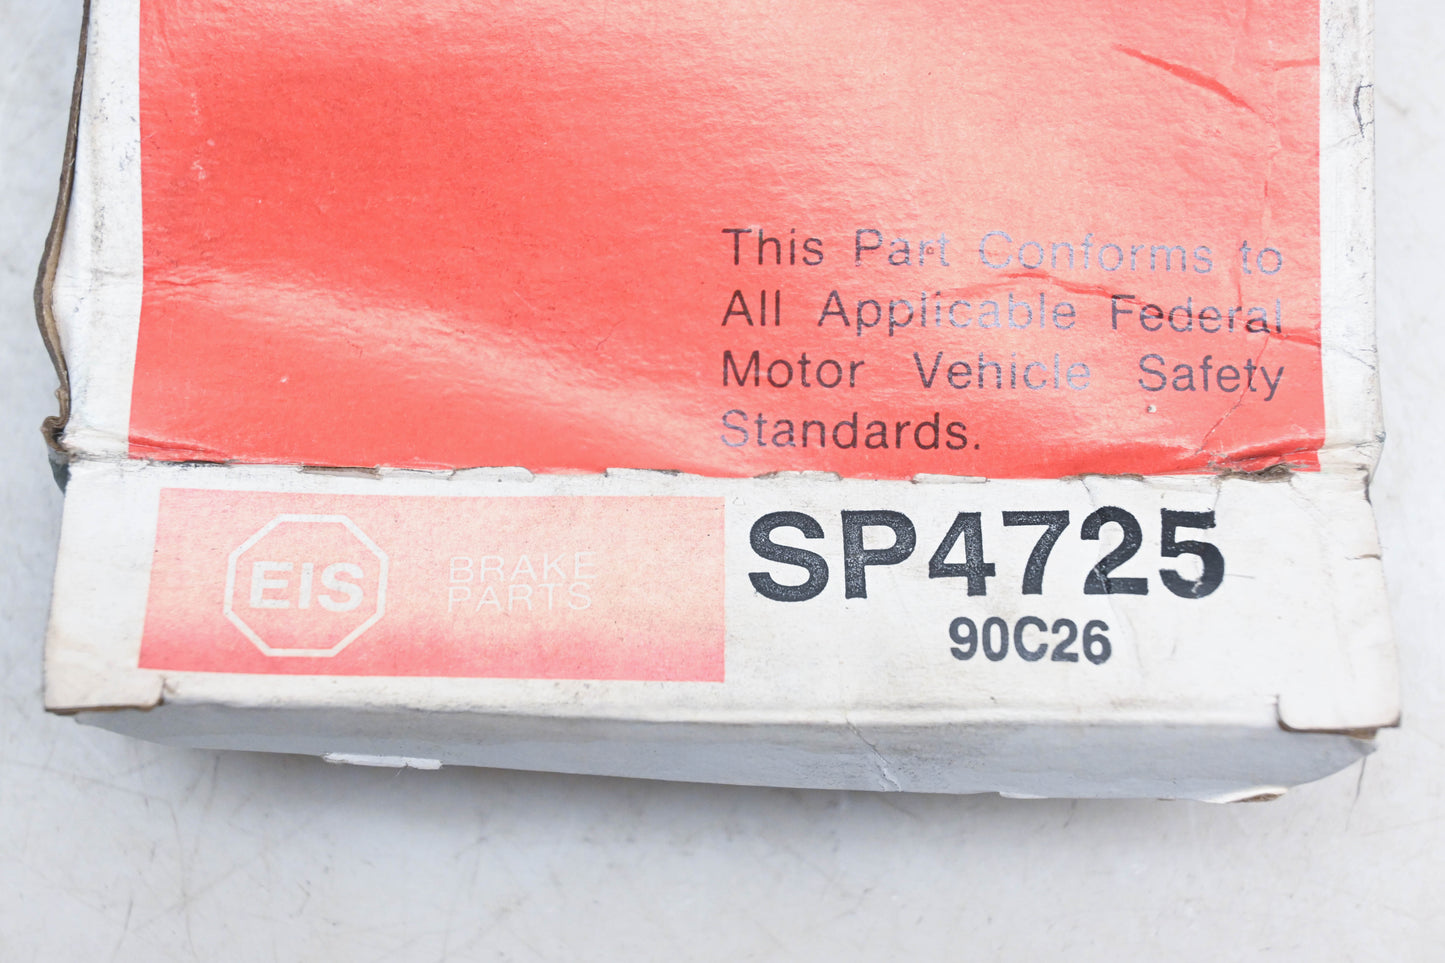 This Part Conforms to
All Applicable Federal
Motor Vehicle Safety
Standards.
EIS
BRAKE
PARTS
SP4725
90C26